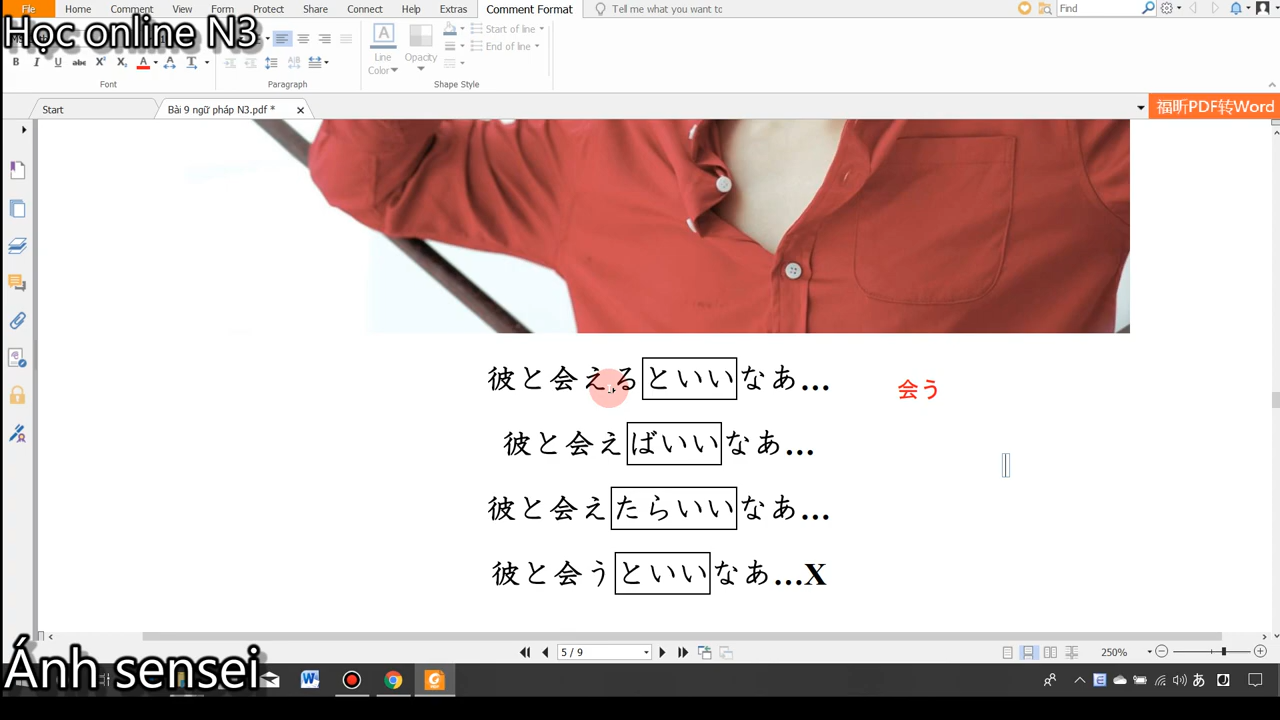 File Home Comment View Form Protect Share Connect Help Extras Comment Format Tell me what you want tc Find
Học online N3
B I U abc X² X₂ A A T
A
Line Color
Opacity
Start of line
End of line
Font Paragraph Shape Style
Start
Bài 9 ngữ pháp N3.pdf *
福昕PDF转Word
彼と会えるといいなあ...
会う
彼と会えばいいなあ...
彼と会えたらいいなあ...
彼と会うといいなあ...X
5 / 9
250%
Ánh sensei
あ